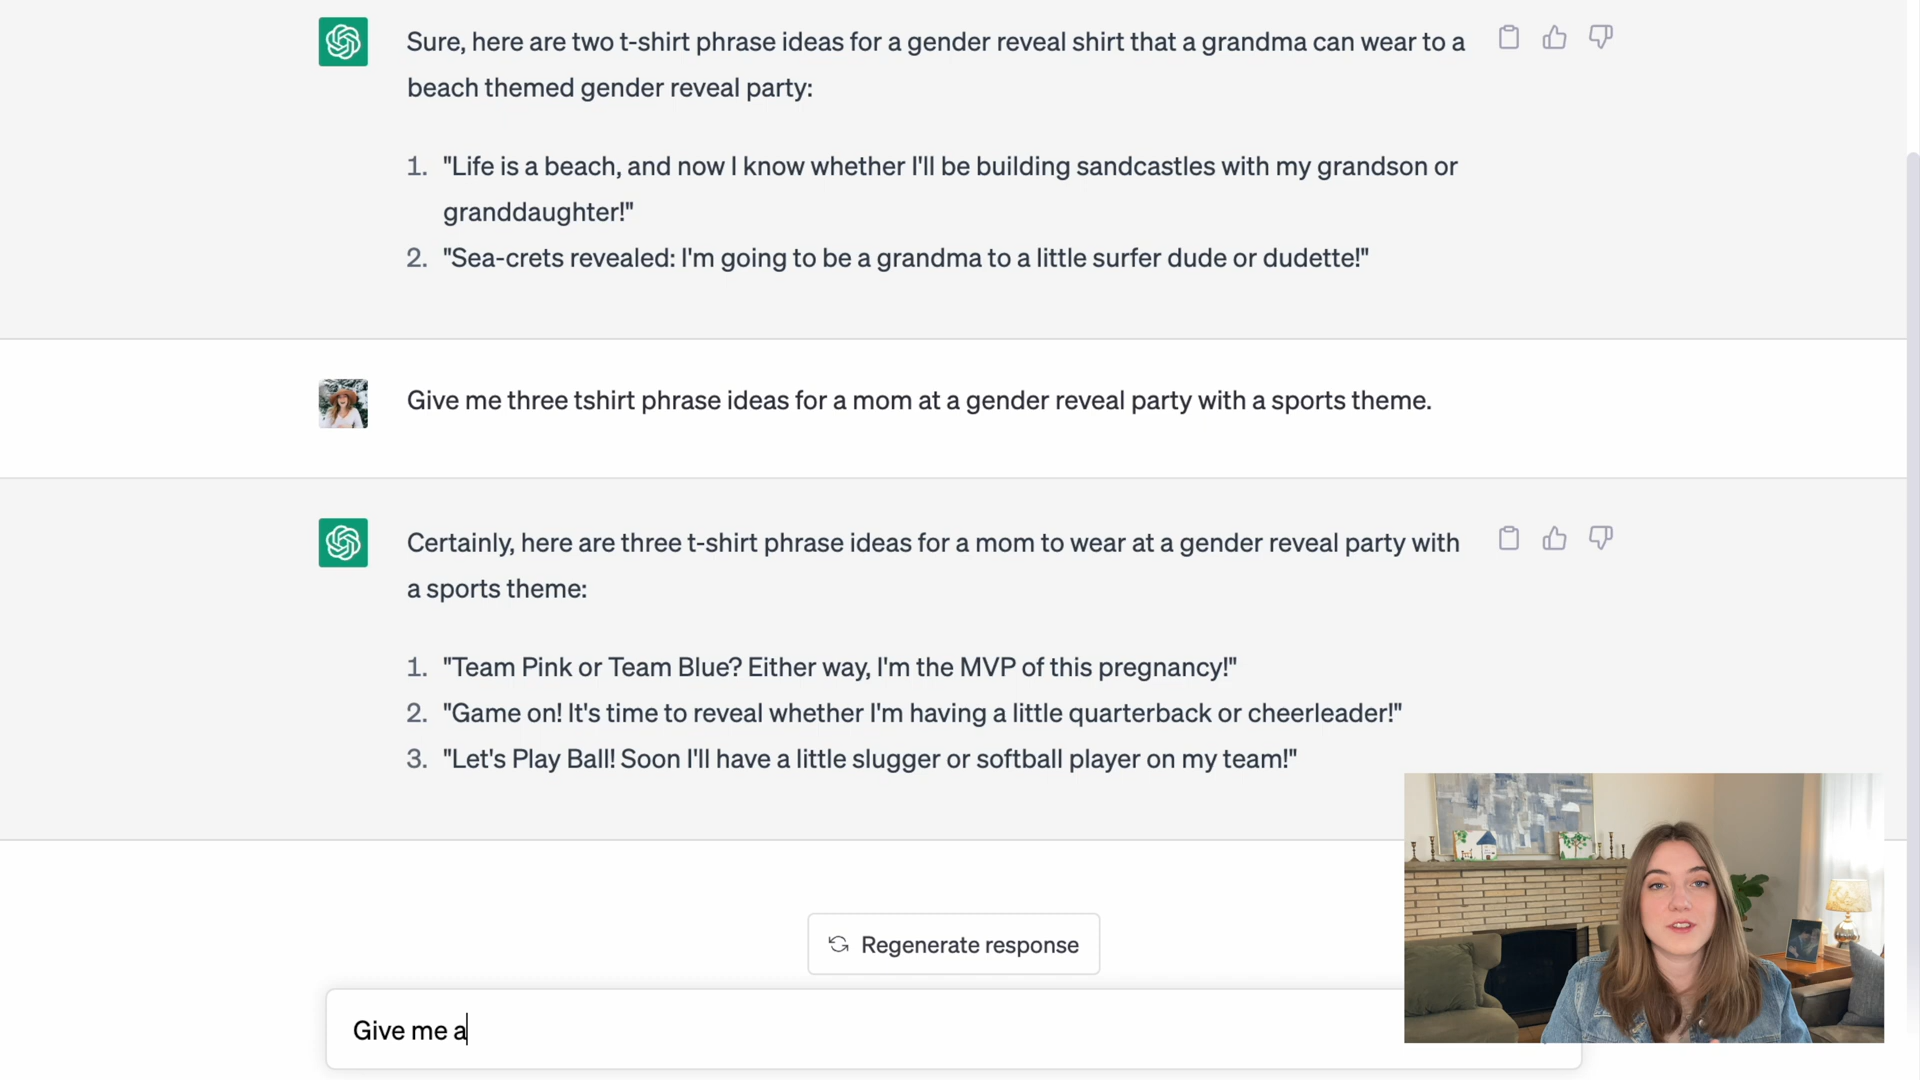 Sure, here are two t-shirt phrase ideas for a gender reveal shirt that a grandma can wear to a
beach themed gender reveal party:
1. "Life is a beach, and now I know whether I'll be building sandcastles with my grandson or
granddaughter!"
2. "Sea-crets revealed: I'm going to be a grandma to a little surfer dude or dudette!"
Give me three tshirt phrase ideas for a mom at a gender reveal party with a sports theme.
Certainly, here are three t-shirt phrase ideas for a mom to wear at a gender reveal party with
a sports theme:
1. "Team Pink or Team Blue? Either way, I'm the MVP of this pregnancy!"
2. "Game on! It's time to reveal whether I'm having a little quarterback or cheerleader!"
3. "Let's Play Ball! Soon I'll have a little slugger or softball player on my team!"
Regenerate response
Give me a